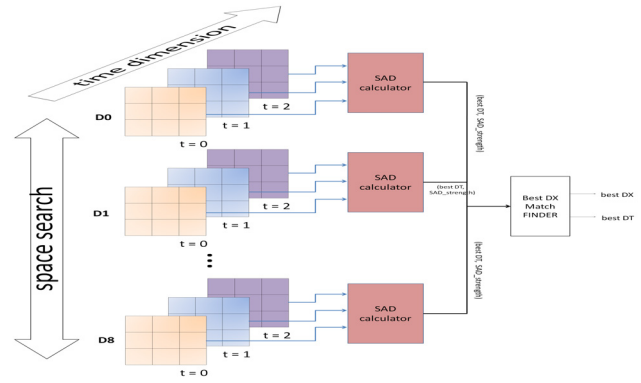 time dimension
space search
D0
t = 0
t = 1
t = 2
SAD
calculator
(best DT, SAD_strength)
D1
t = 0
t = 1
t = 2
SAD
calculator
(best DT,
SAD_strength)
...
D8
t = 0
t = 1
t = 2
SAD
calculator
(best DT, SAD_strength)
Best DX
Match
FINDER
best DX
best DT